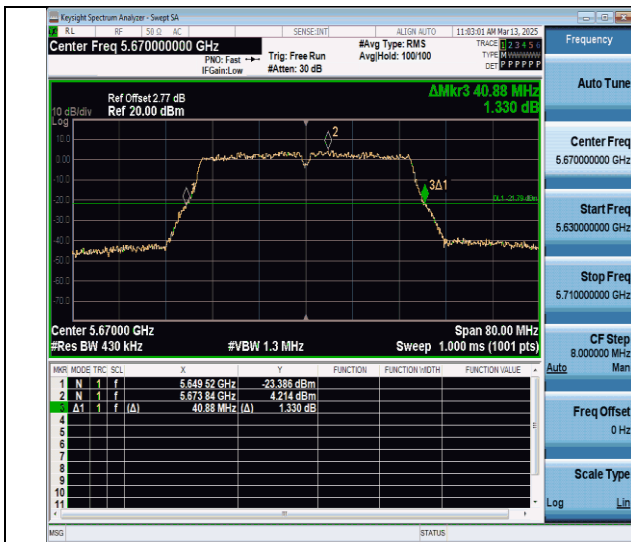 Keysight Spectrum Analyzer - Swept SA
RL RF 50 Ω AC SENSE:INT ALIGN AUTO 11:03:01 AM Mar 13, 2025
Center Freq 5.670000000 GHz
#Avg Type: RMS
TRACE 1 2 3 4 5 6
PNO: Fast Trig: Free Run Avg|Hold: 100/100 TYPE M W W W W W
IFGain:Low #Atten: 30 dB DET P P P P P P
ΔMkr3 40.88 MHz
1.330 dB
Ref Offset 2.77 dB
10 dB/div Ref 20.00 dBm
Log
10.0
0.00
-10.0
-20.0
-30.0
-40.0
-50.0
-60.0
-70.0
2
1
3Δ1
DL1 -21.79 dBm
Center 5.67000 GHz Span 80.00 MHz
#Res BW 430 kHz #VBW 1.3 MHz Sweep 1.000 ms (1001 pts)
MKR MODE TRC SCL X Y FUNCTION FUNCTION WIDTH FUNCTION VALUE
1 N 1 f 5.649 52 GHz -23.386 dBm
2 N 1 f 5.673 84 GHz 4.214 dBm
3 Δ1 1 f (Δ) 40.88 MHz (Δ) 1.330 dB
4
5
6
7
8
9
10
11
MSG STATUS
Frequency
Auto Tune
Center Freq
5.670000000 GHz
Start Freq
5.630000000 GHz
Stop Freq
5.710000000 GHz
CF Step
8.000000 MHz
Auto Man
Freq Offset
0 Hz
Scale Type
Log Lin